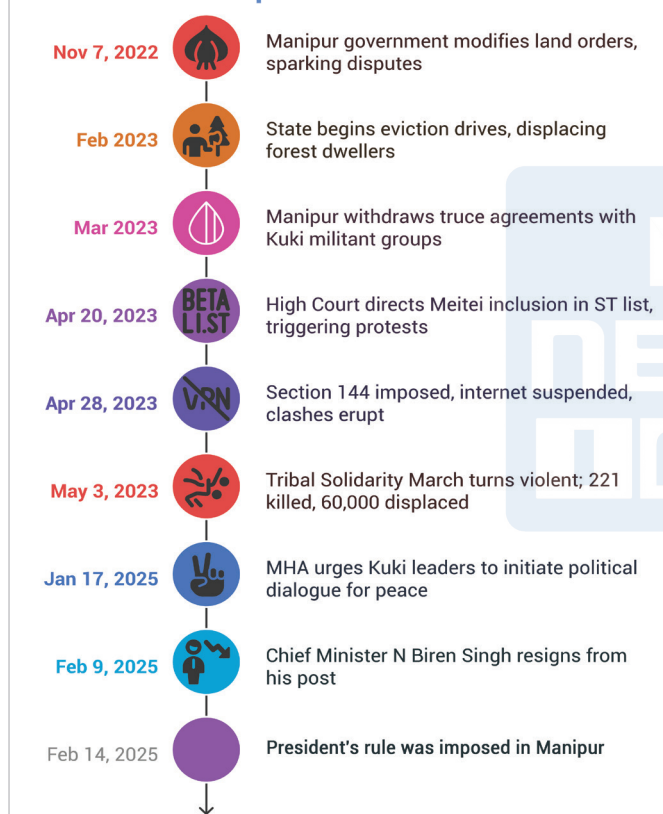 Nov 7, 2022
Manipur government modifies land orders,
sparking disputes
Feb 2023
State begins eviction drives, displacing
forest dwellers
Mar 2023
Manipur withdraws truce agreements with
Kuki militant groups
Apr 20, 2023
BETA
LI.ST
High Court directs Meitei inclusion in ST list,
triggering protests
Apr 28, 2023
VPN
Section 144 imposed, internet suspended,
clashes erupt
May 3, 2023
Tribal Solidarity March turns violent; 221
killed, 60,000 displaced
Jan 17, 2025
MHA urges Kuki leaders to initiate political
dialogue for peace
Feb 9, 2025
Chief Minister N Biren Singh resigns from
his post
Feb 14, 2025
President's rule was imposed in Manipur